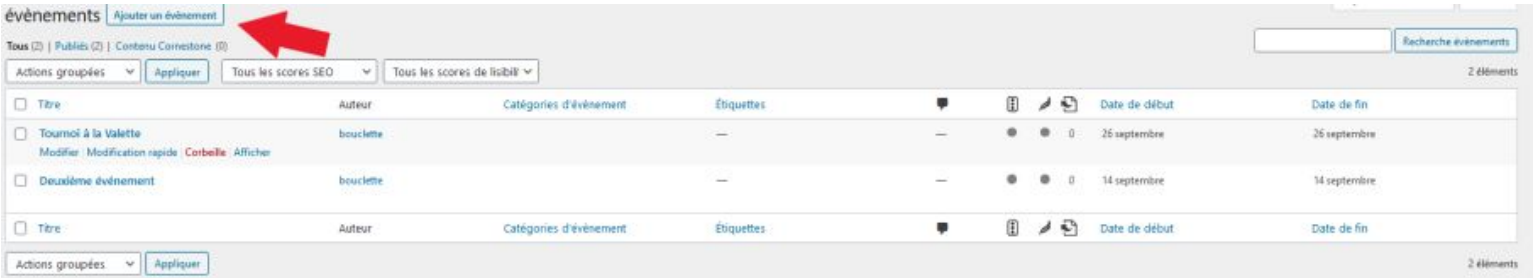 évènements Ajouter un évènement
Tous (2) | Publiés (2) | Contenu Cornestone (0)
Recherche évènements
Actions groupées Appliquer Tous les scores SEO Tous les scores de lisibili
2 éléments
Titre Auteur Catégories d'évènement Étiquettes Date de début Date de fin
Tournoi à la Valette bouclette — — 0 26 septembre 26 septembre
Modifier | Modification rapide | Corbeille | Afficher
Deuxième événement bouclette — — 0 14 septembre 14 septembre
Titre Auteur Catégories d'évènement Étiquettes Date de début Date de fin
Actions groupées Appliquer
2 éléments